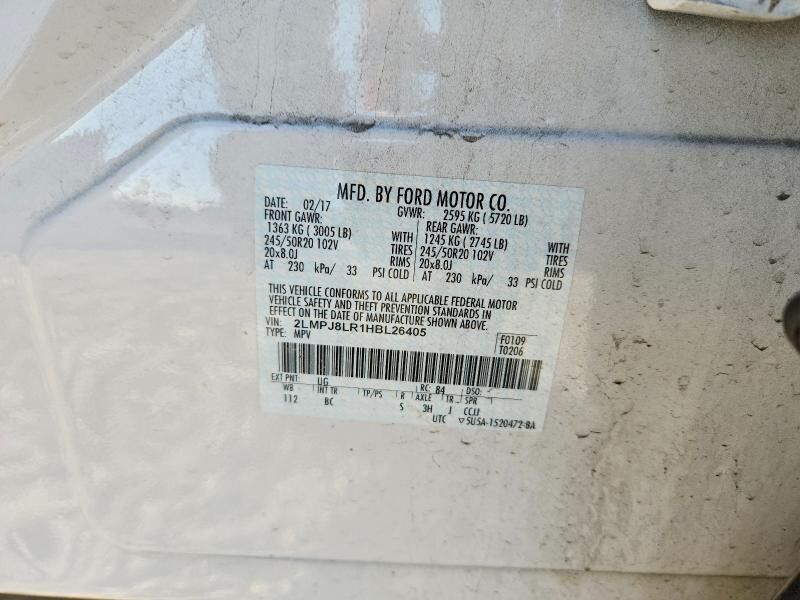 MFD. BY FORD MOTOR CO.
DATE: 02/17 GVWR: 2595 KG ( 5720 LB)
FRONT GAWR: REAR GAWR:
1363 KG ( 3005 LB) WITH 1245 KG ( 2745 LB) WITH
245/50R20 102V TIRES 245/50R20 102V TIRES
20x8.0J RIMS 20x8.0J RIMS
AT 230 kPa/ 33 PSI COLD AT 230 kPa/ 33 PSI COLD
THIS VEHICLE CONFORMS TO ALL APPLICABLE FEDERAL MOTOR
VEHICLE SAFETY AND THEFT PREVENTION STANDARDS IN
EFFECT ON THE DATE OF MANUFACTURE SHOWN ABOVE.
VIN: 2LMPJ8LR1HBL26405 F0109
TYPE: MPV T0206
EXT PNT: UG RC: 84 DSO:
WB INT TR TP/PS R AXLE TR SPR
112 BC S 3H J CCJJ
UTC ▽5U5A-1520472-BA